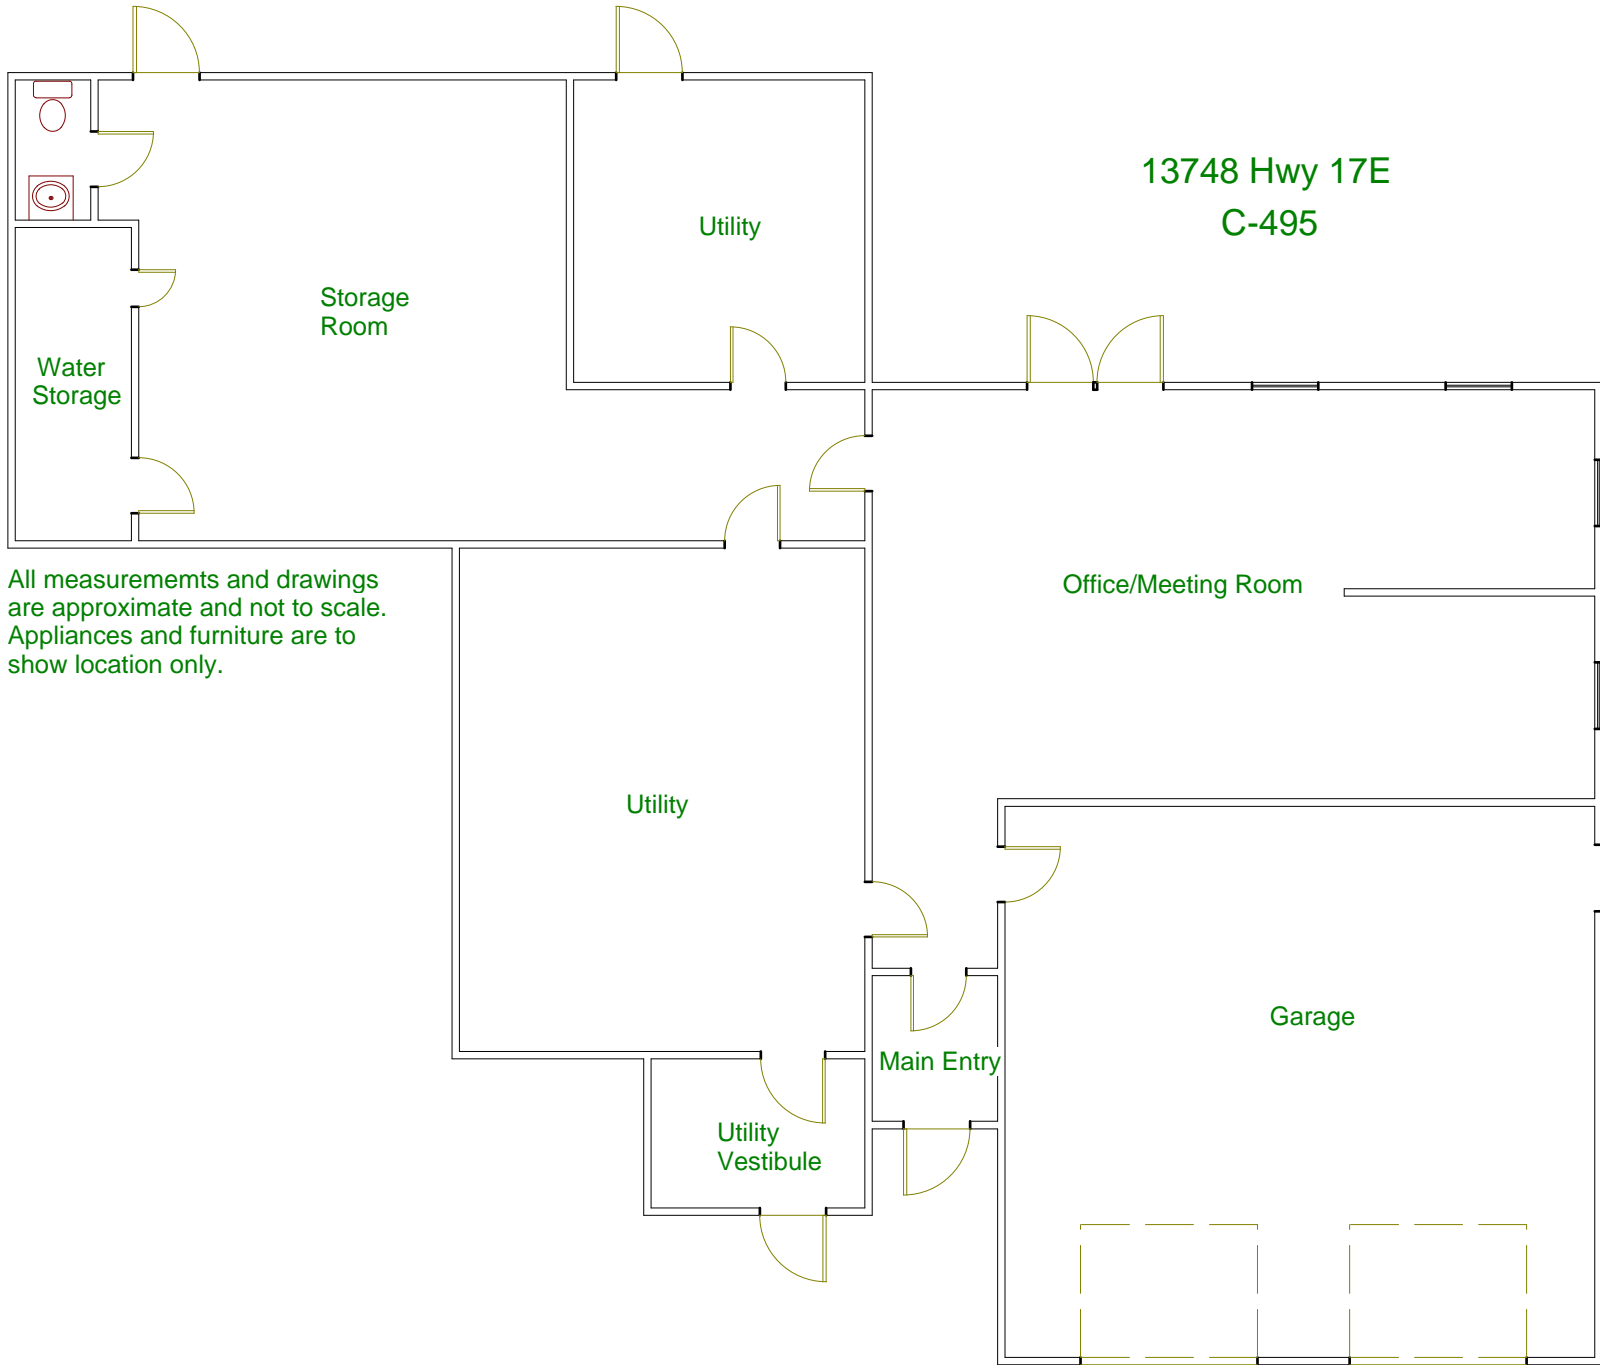 13748 Hwy 17E
C-495
Utility
Storage
Room
Water
Storage
All measurememts and drawings
are approximate and not to scale.
Appliances and furniture are to
show location only.
Office/Meeting Room
Utility
Garage
Main Entry
Utility
Vestibule